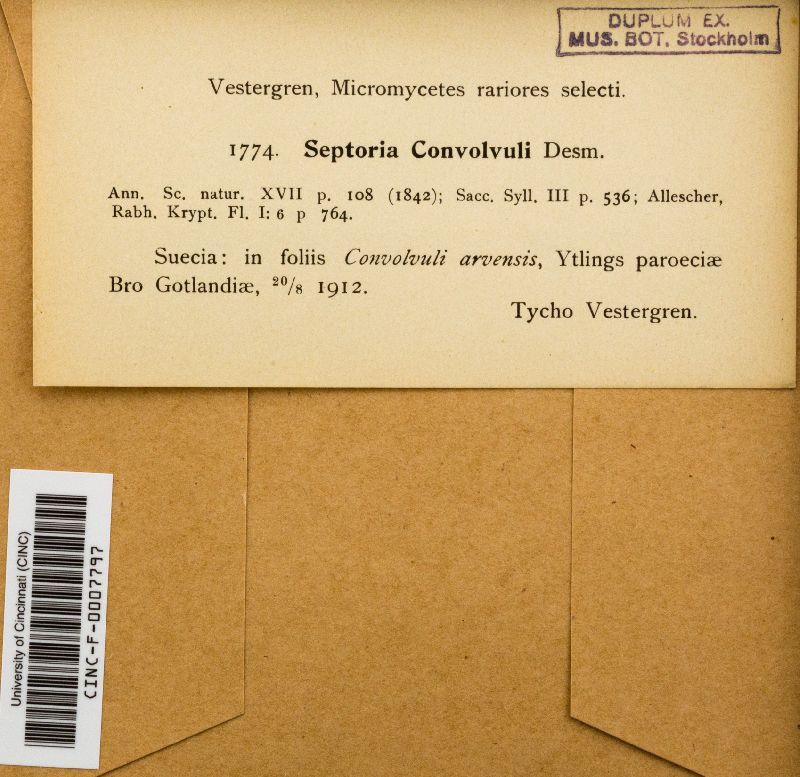 DUPLUM EX.
MUS. BOT. Stockholm
Vestergren, Micromycetes rariores selecti.
1774. Septoria Convolvuli Desm.
Ann. Sc. natur. XVII p. 108 (1842); Sacc. Syll. III p. 536; Allescher,
Rabh. Krypt. Fl. I: 6 p 764.
Suecia: in foliis Convolvuli arvensis, Ytlings paroeciæ
Bro Gotlandiæ, 20/8 1912.
Tycho Vestergren.
University of Cincinnati (CINC)
CINC-F-0007797